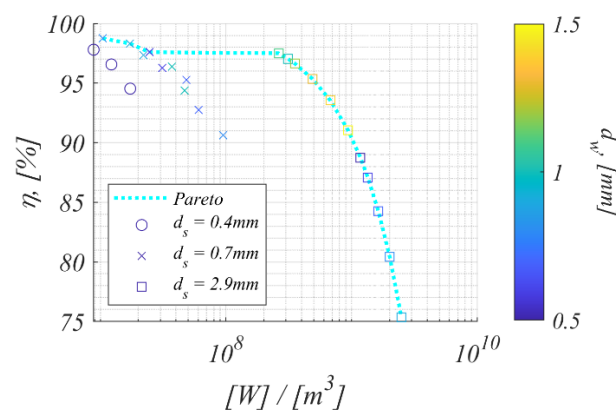 100
95
90
85
80
75
η, [%]
Pareto
d_s = 0.4mm
d_s = 0.7mm
d_s = 2.9mm
10^8
10^10
[W] / [m^3]
1.5
1
0.5
d_w, [mm]